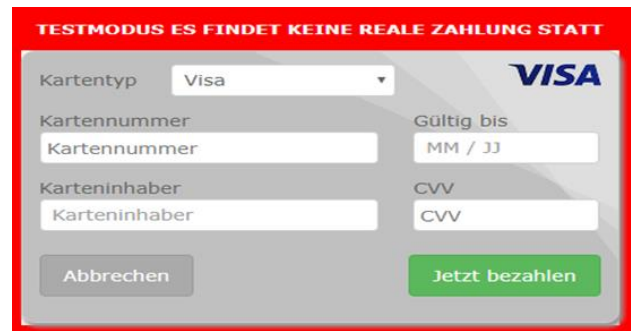 TESTMODUS ES FINDET KEINE REALE ZAHLUNG STATT
Kartentyp Visa VISA
Kartennummer Gültig bis
Kartennummer MM / JJ
Karteninhaber CVV
Karteninhaber CVV
Abbrechen Jetzt bezahlen